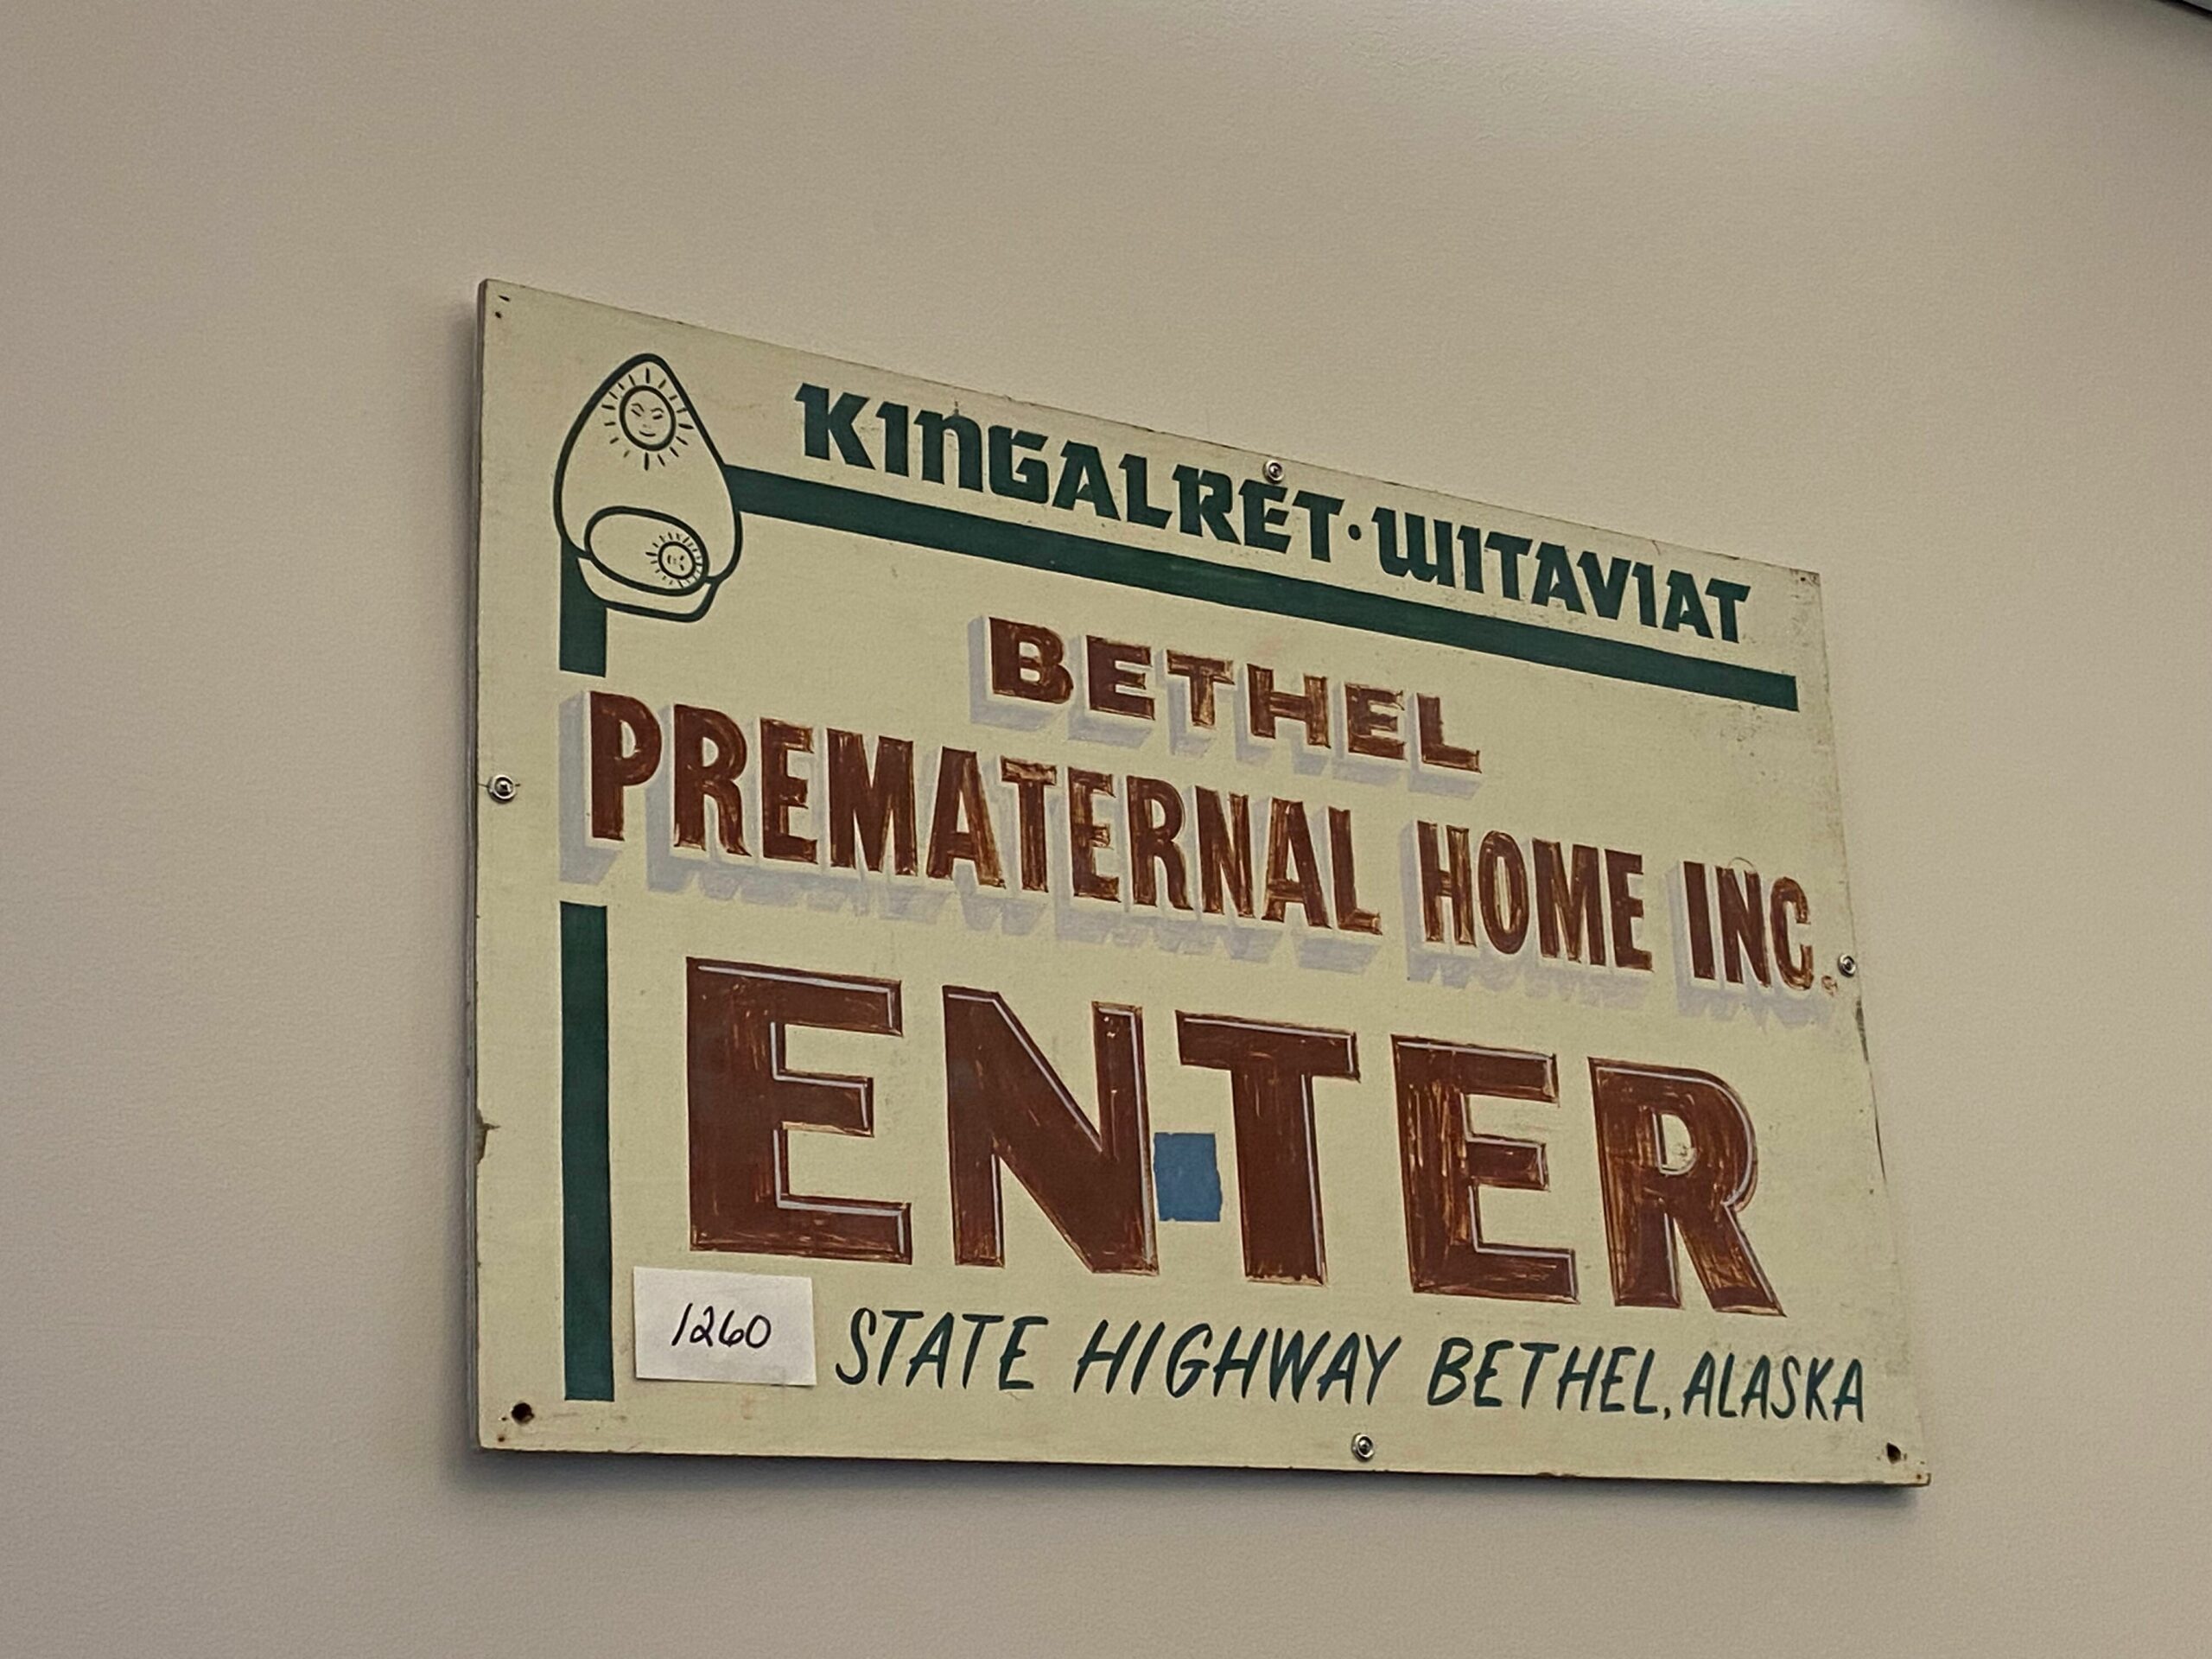 KINGALRET · WITAVIAT
BETHEL
PREMATERNAL HOME INC.
ENTER
1260 STATE HIGHWAY BETHEL, ALASKA